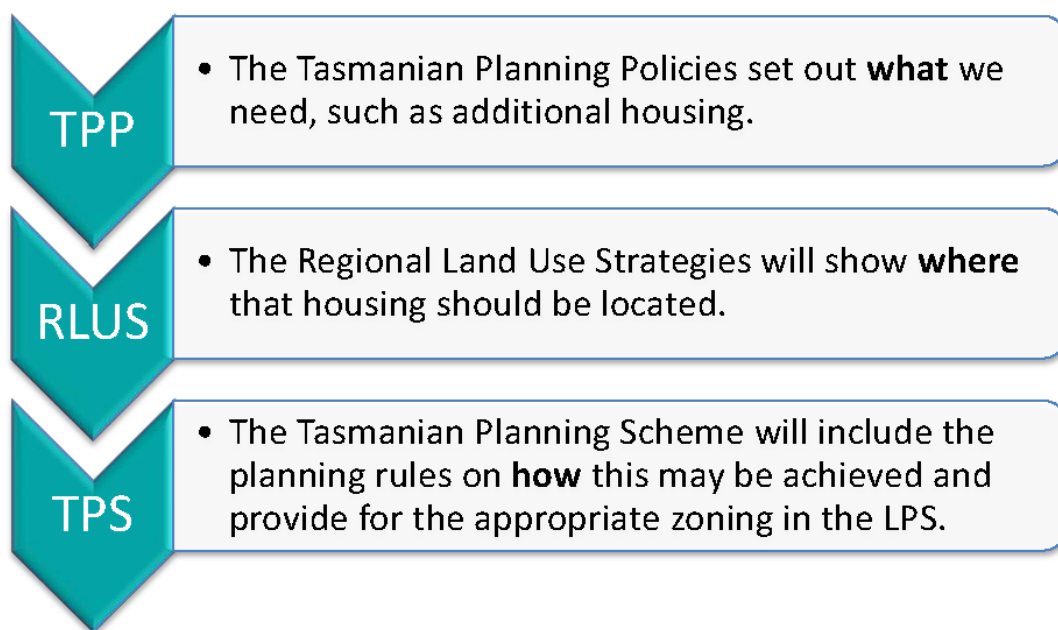 TPP
• The Tasmanian Planning Policies set out what we
need, such as additional housing.
RLUS
• The Regional Land Use Strategies will show where
that housing should be located.
TPS
• The Tasmanian Planning Scheme will include the
planning rules on how this may be achieved and
provide for the appropriate zoning in the LPS.